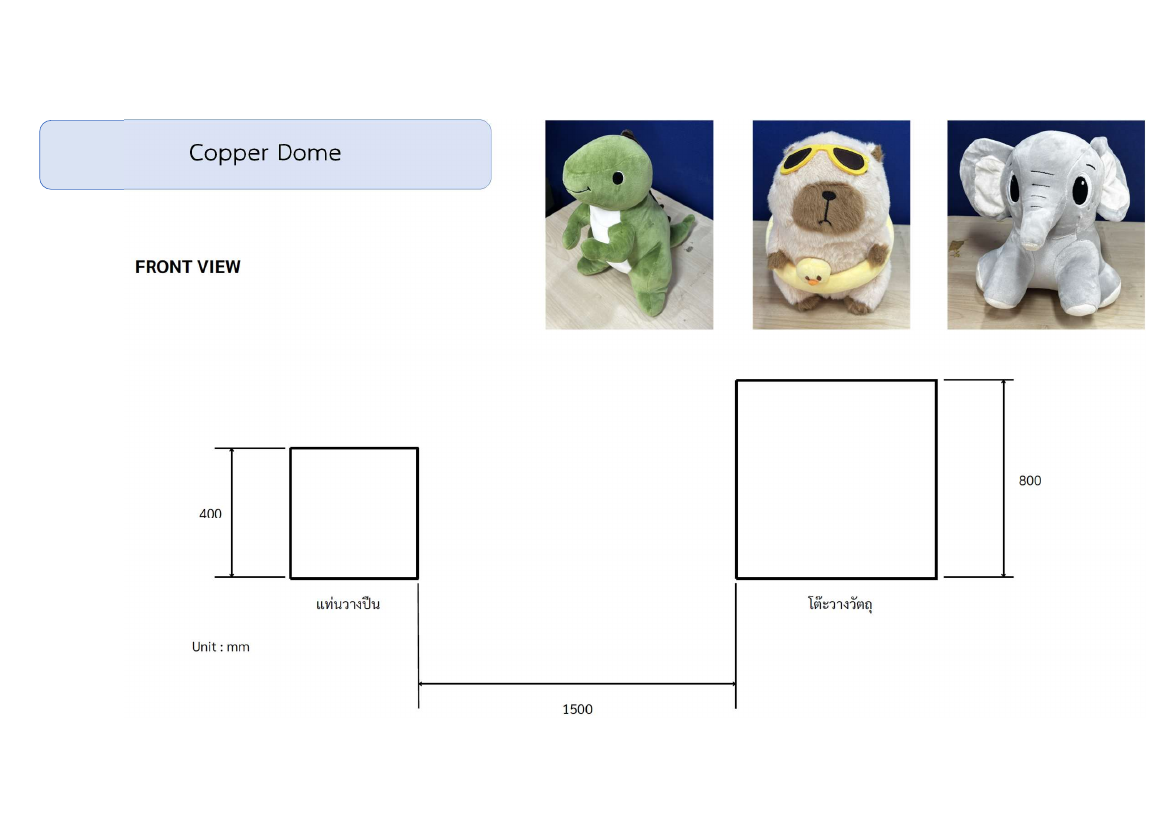 Copper Dome
FRONT VIEW
400
800
แท่นวางปืน
โต๊ะวางวัตถุ
Unit : mm
1500